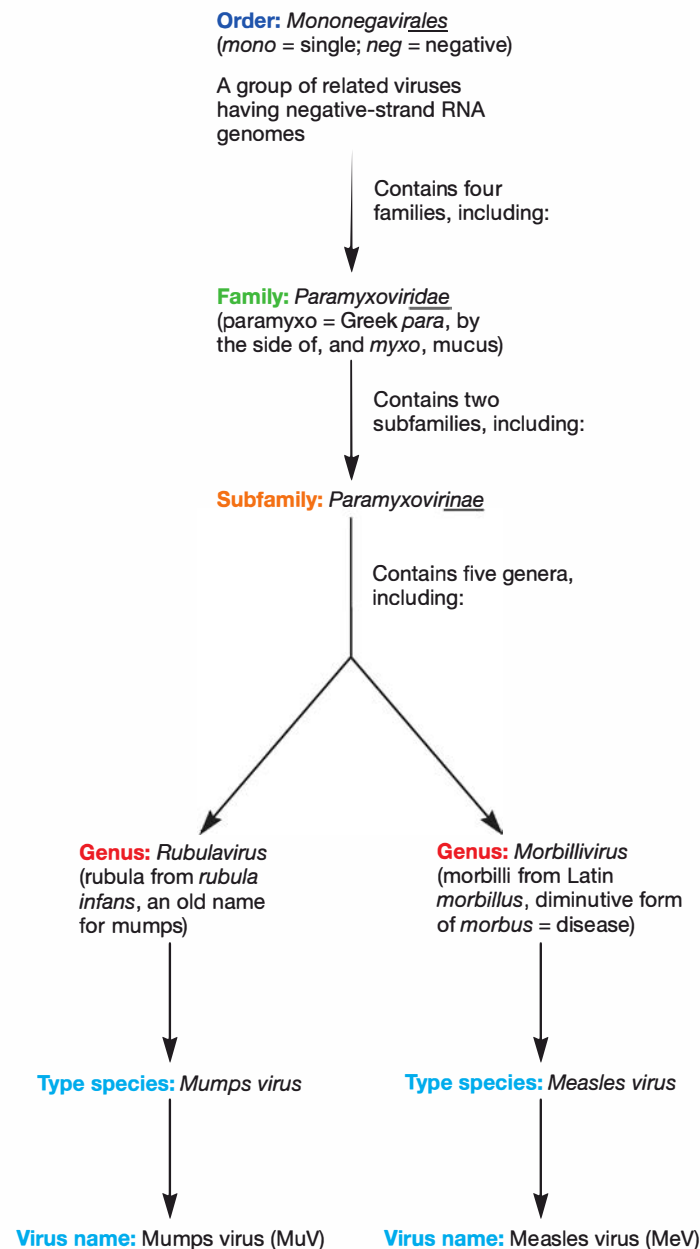 Order: Mononegavirales
(mono = single; neg = negative)
A group of related viruses
having negative-strand RNA
genomes
Contains four
families, including:
Family: Paramyxoviridae
(paramyxo = Greek para, by
the side of, and myxo, mucus)
Contains two
subfamilies, including:
Subfamily: Paramyxovirinae
Contains five genera,
including:
Genus: Rubulavirus
(rubula from rubula
infans, an old name
for mumps)
Genus: Morbillivirus
(morbilli from Latin
morbillus, diminutive form
of morbus = disease)
Type species: Mumps virus
Type species: Measles virus
Virus name: Mumps virus (MuV)
Virus name: Measles virus (MeV)